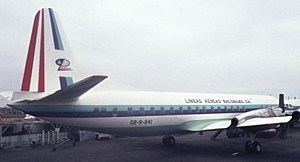 LINEAS AEREAS NACIONALES S.A.
OB-R-941